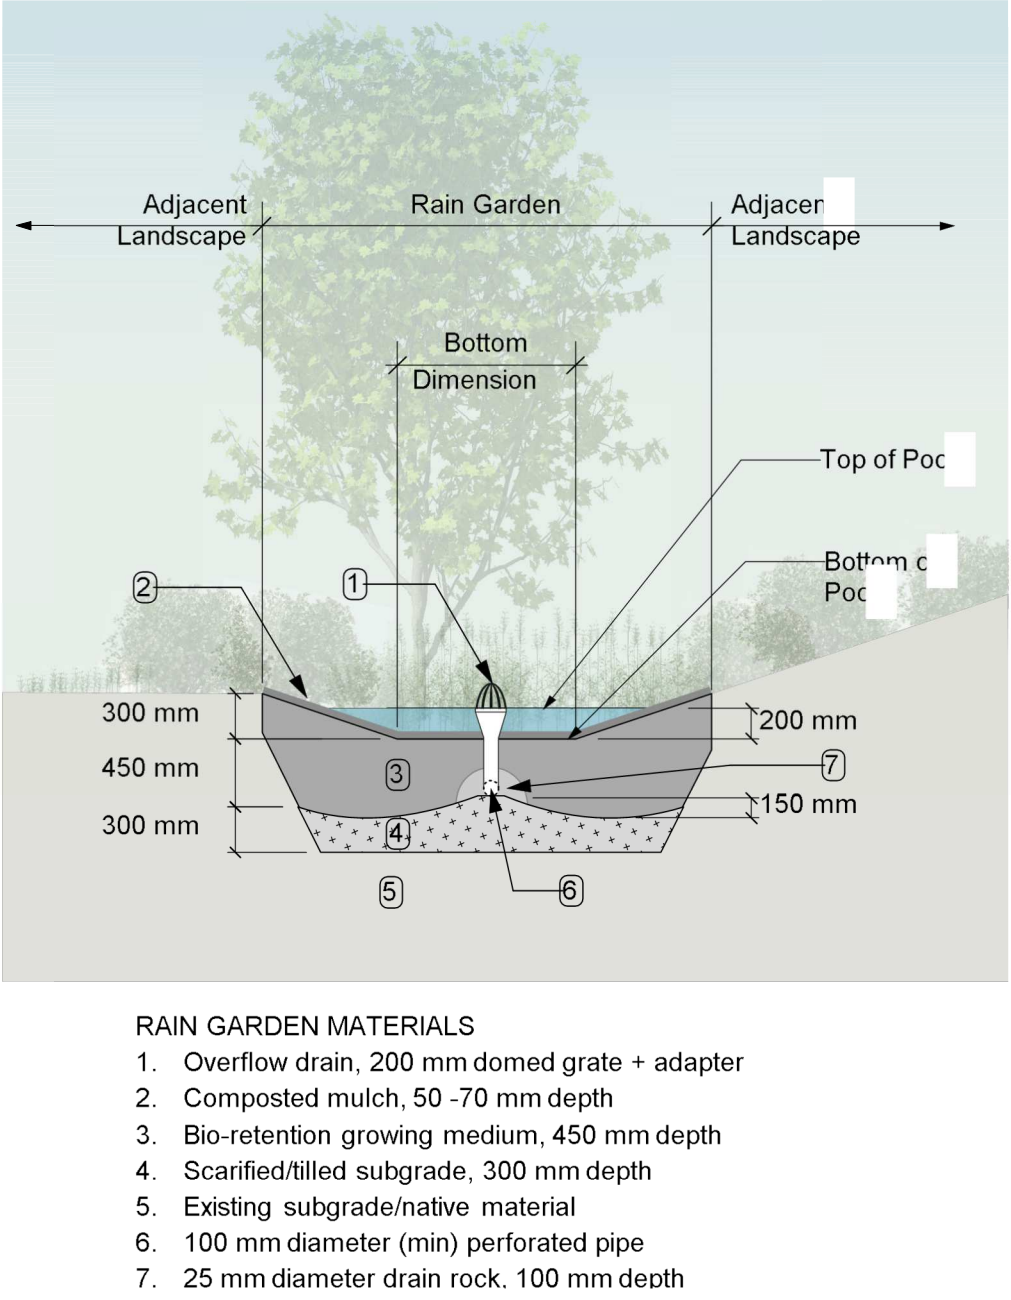 Adjacent
Landscape
Rain Garden
Adjacen
Landscape
Bottom
Dimension
Top of Poo
Bottom o
Poo
2
1
300 mm
200 mm
450 mm
3
7
150 mm
300 mm
4
5
6
RAIN GARDEN MATERIALS
1. Overflow drain, 200 mm domed grate + adapter
2. Composted mulch, 50 -70 mm depth
3. Bio-retention growing medium, 450 mm depth
4. Scarified/tilled subgrade, 300 mm depth
5. Existing subgrade/native material
6. 100 mm diameter (min) perforated pipe
7. 25 mm diameter drain rock, 100 mm depth